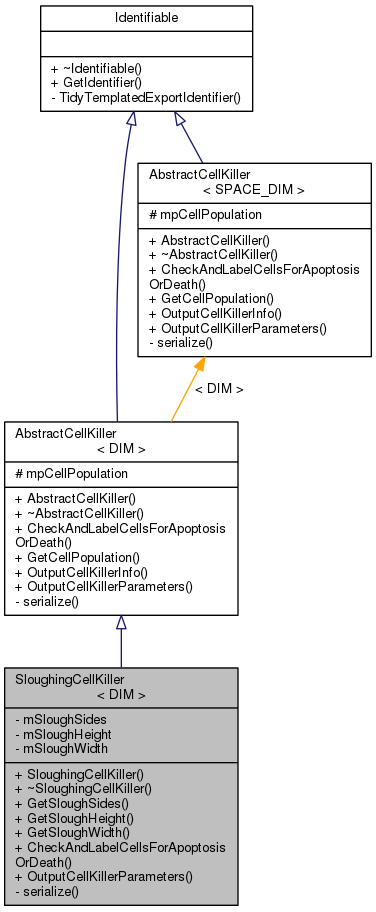 Identifiable
+ ~Identifiable()
+ GetIdentifier()
- TidyTemplatedExportIdentifier()
AbstractCellKiller
< SPACE_DIM >
# mpCellPopulation
+ AbstractCellKiller()
+ ~AbstractCellKiller()
+ CheckAndLabelCellsForApoptosis
OrDeath()
+ GetCellPopulation()
+ OutputCellKillerInfo()
+ OutputCellKillerParameters()
- serialize()
< DIM >
AbstractCellKiller
< DIM >
# mpCellPopulation
+ AbstractCellKiller()
+ ~AbstractCellKiller()
+ CheckAndLabelCellsForApoptosis
OrDeath()
+ GetCellPopulation()
+ OutputCellKillerInfo()
+ OutputCellKillerParameters()
- serialize()
SloughingCellKiller
< DIM >
- mSloughSides
- mSloughHeight
- mSloughWidth
+ SloughingCellKiller()
+ ~SloughingCellKiller()
+ GetSloughSides()
+ GetSloughHeight()
+ GetSloughWidth()
+ CheckAndLabelCellsForApoptosis
OrDeath()
+ OutputCellKillerParameters()
- serialize()